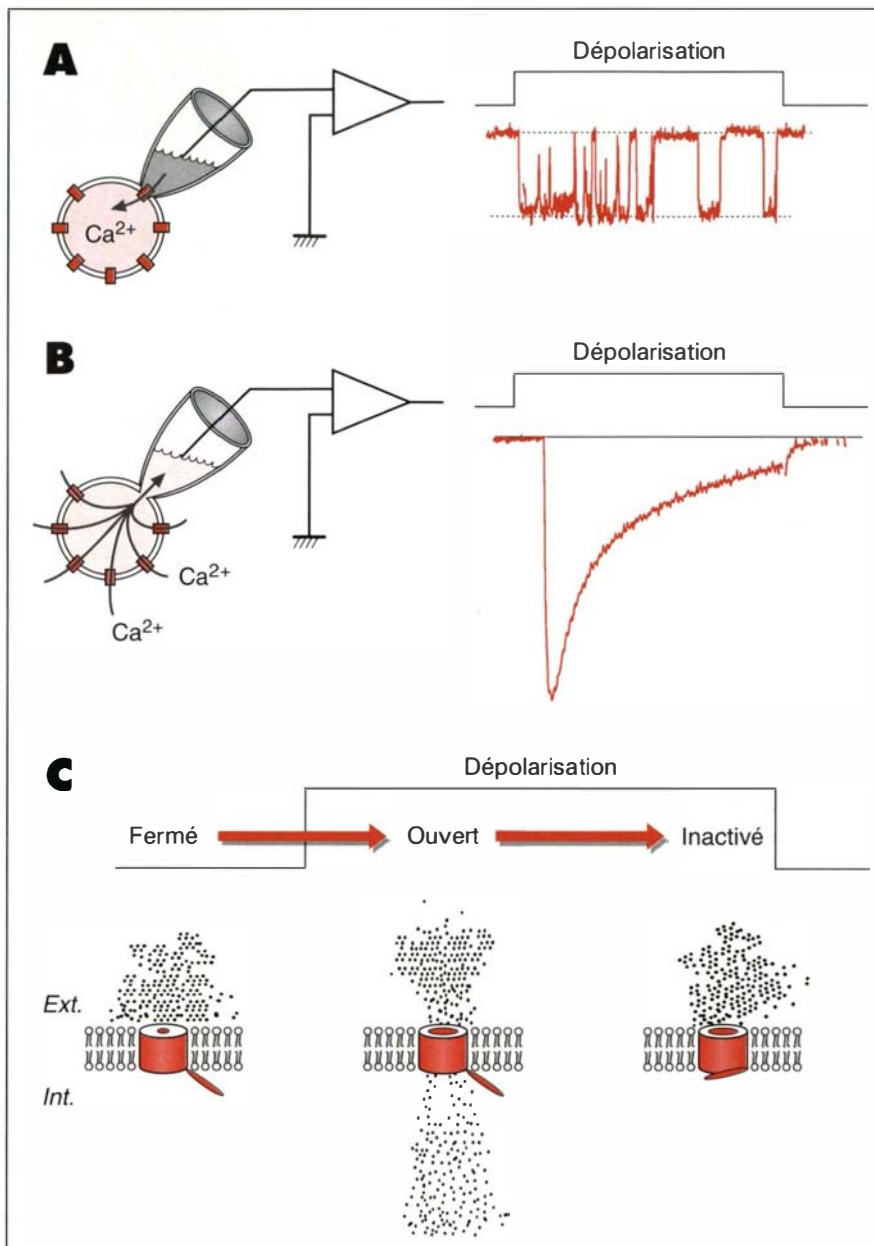 A
Dépolarisation
Ca2+
B
Dépolarisation
Ca2+
Ca2+
C
Dépolarisation
Fermé
Ouvert
Inactivé
Ext.
Int.